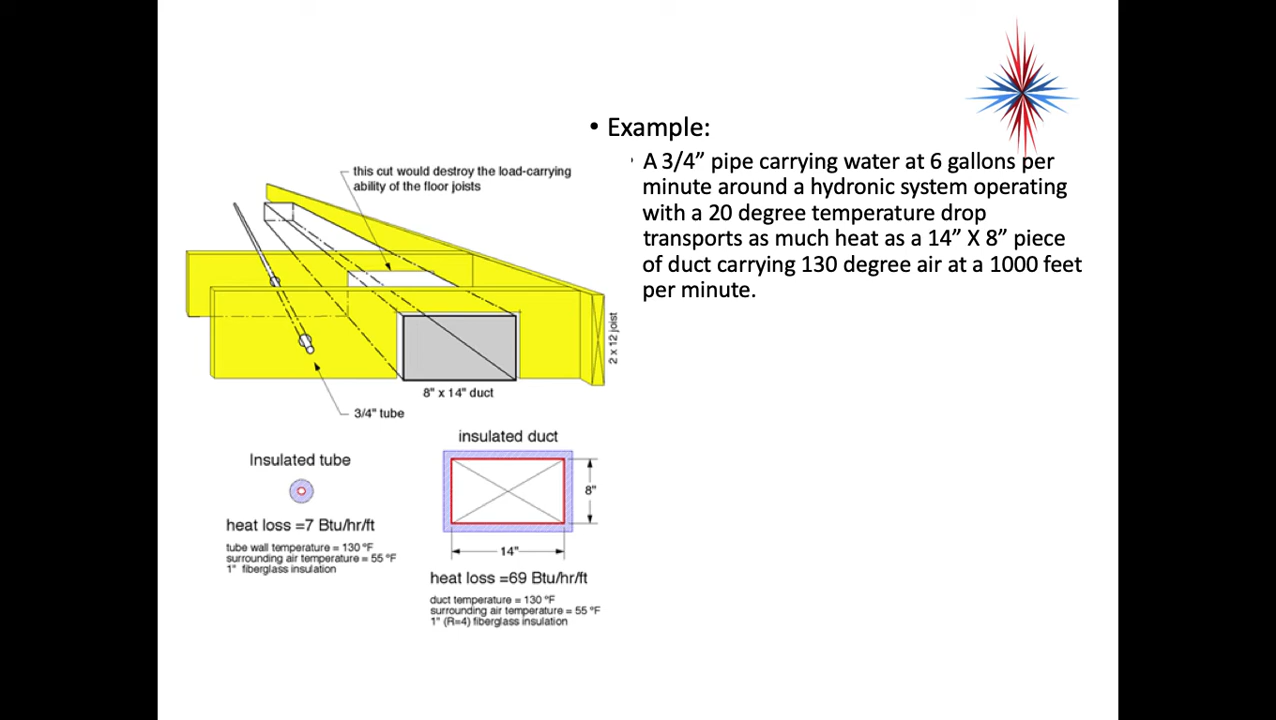 • Example:
A 3/4” pipe carrying water at 6 gallons per
minute around a hydronic system operating
with a 20 degree temperature drop
transports as much heat as a 14” X 8” piece
of duct carrying 130 degree air at a 1000 feet
per minute.
this cut would destroy the load-carrying
ability of the floor joists
2 x 12 joist
8" x 14" duct
3/4" tube
Insulated tube
heat loss =7 Btu/hr/ft
tube wall temperature = 130 ºF
surrounding air temperature = 55 ºF
1" fiberglass insulation
insulated duct
8"
14"
heat loss =69 Btu/hr/ft
duct temperature = 130 ºF
surrounding air temperature = 55 ºF
1" (R=4) fiberglass insulation